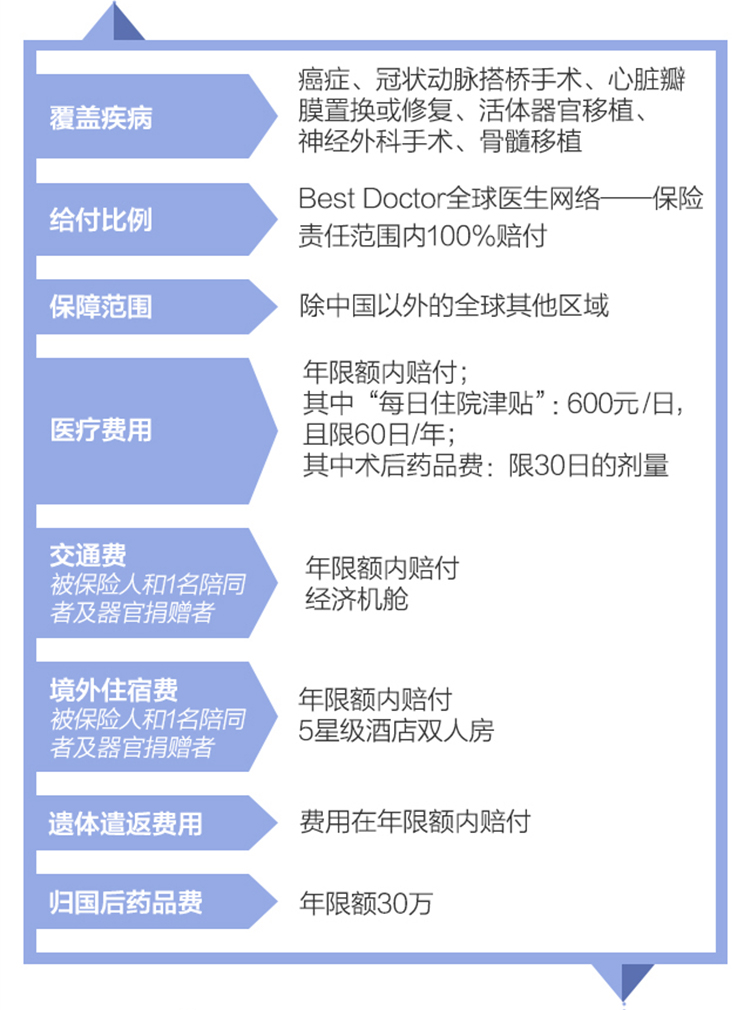 覆盖疾病
癌症、冠状动脉搭桥手术、心脏瓣
膜置换或修复、活体器官移植、
神经外科手术、骨髓移植
给付比例
Best Doctor全球医生网络——保险
责任范围内100%赔付
保障范围
除中国以外的全球其他区域
医疗费用
年限额内赔付；
其中“每日住院津贴”：600元/日，
且限60日/年；
其中术后药品费：限30日的剂量
交通费
被保险人和1名陪同
者及器官捐赠者
年限额内赔付
经济机舱
境外住宿费
被保险人和1名陪同
者及器官捐赠者
年限额内赔付
5星级酒店双人房
遗体遣返费用
费用在年限额内赔付
归国后药品费
年限额30万